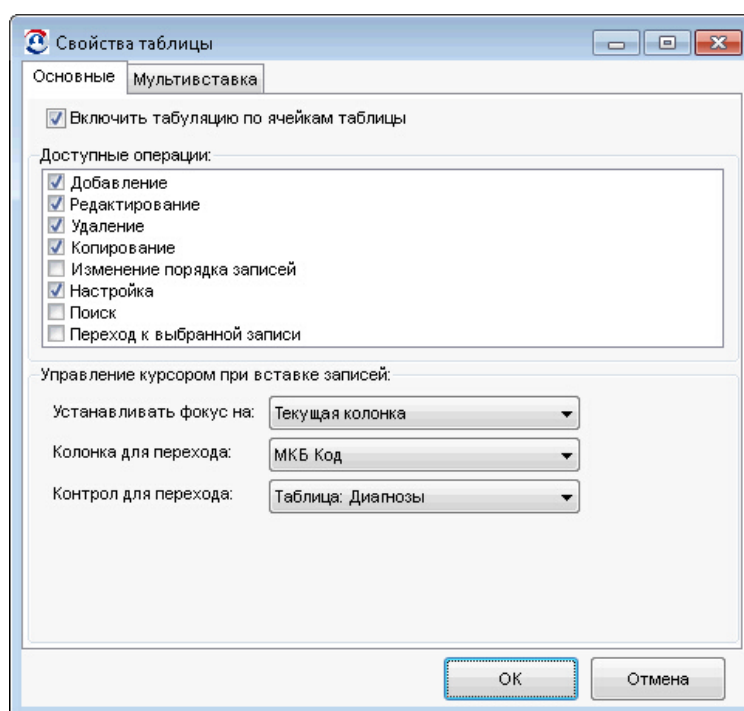 Свойства таблицы
Основные
Мультивставка
Включить табуляцию по ячейкам таблицы
Доступные операции:
Добавление
Редактирование
Удаление
Копирование
Изменение порядка записей
Настройка
Поиск
Переход к выбранной записи
Управление курсором при вставке записей:
Устанавливать фокус на: Текущая колонка
Колонка для перехода: МКБ Код
Контрол для перехода: Таблица: Диагнозы
ОК Отмена